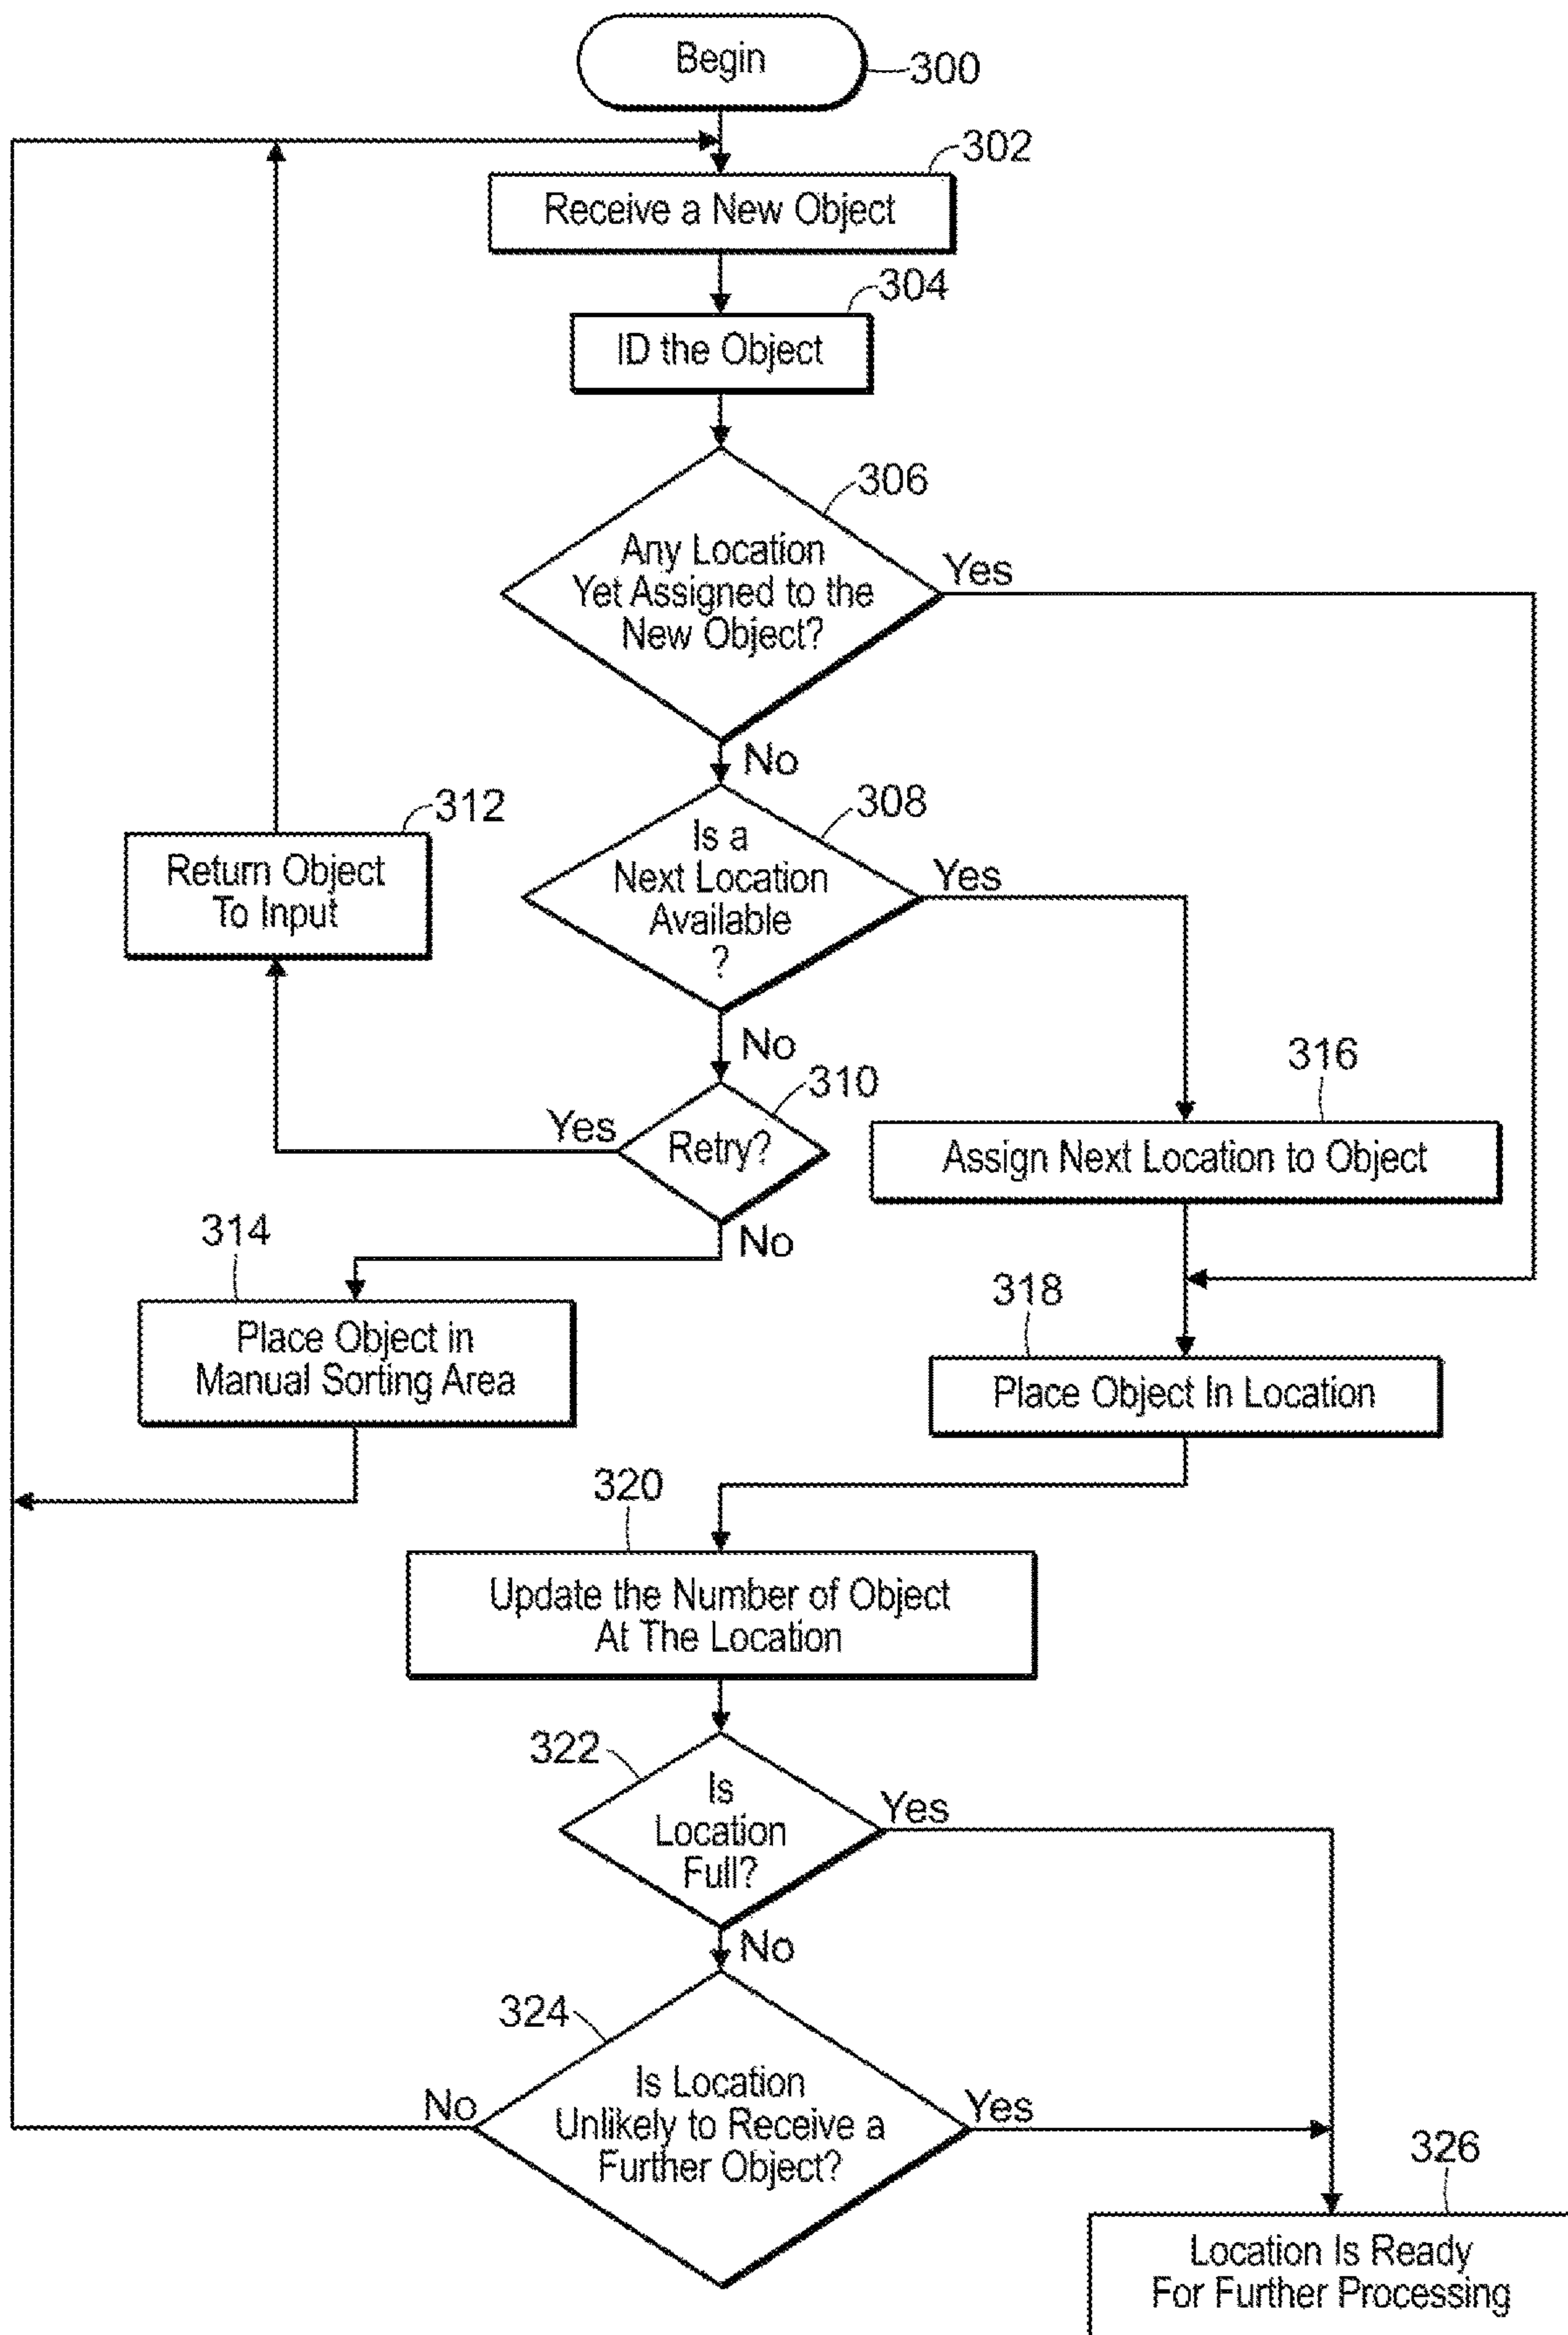 Begin
300
302
Receive a New Object
304
ID the Object
306
Any Location
Yet Assigned to the
New Object?
Yes
No
308
Is a
Next Location
Available
?
Yes
312
Return Object
To Input
No
310
Retry?
Yes
No
316
Assign Next Location to Object
314
Place Object in
Manual Sorting Area
318
Place Object In Location
320
Update the Number of Object
At The Location
322
Is
Location
Full?
Yes
No
324
Is Location
Unlikely to Receive a
Further Object?
No
Yes
326
Location Is Ready
For Further Processing